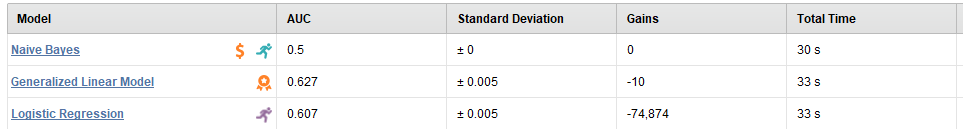 Model AUC Standard Deviation Gains Total Time
Naive Bayes $ 0.5 ± 0 0 30 s
Generalized Linear Model 0.627 ± 0.005 -10 33 s
Logistic Regression 0.607 ± 0.005 -74,874 33 s